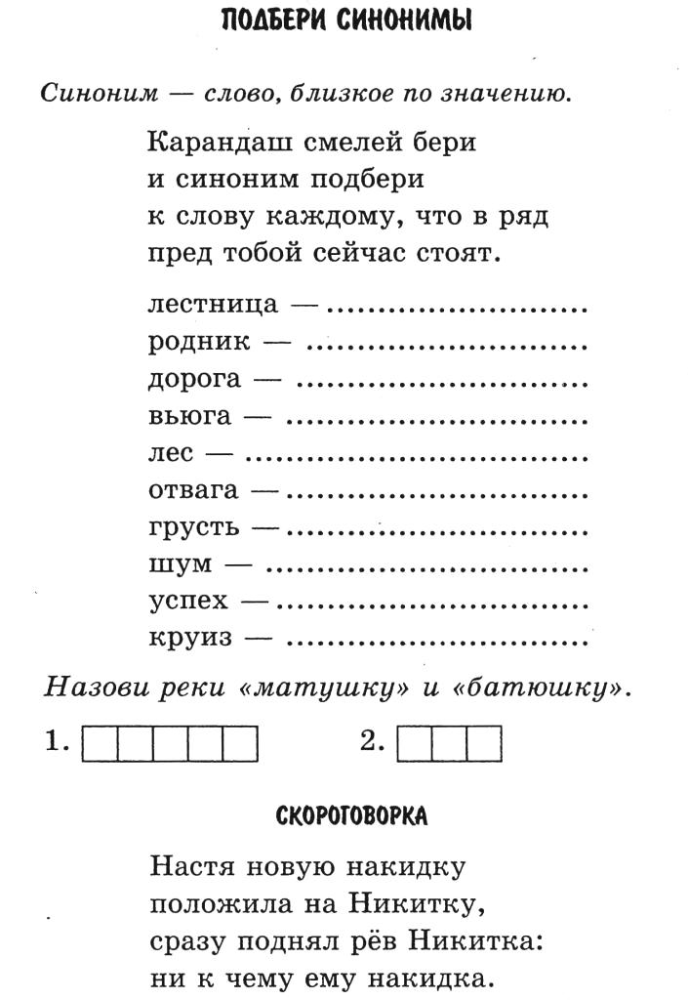 ПОДБЕРИ СИНОНИМЫ
Синоним — слово, близкое по значению.
Карандаш смелей бери
и синоним подбери
к слову каждому, что в ряд
пред тобой сейчас стоят.
лестница — ..........................
родник — ............................
дорога — .............................
вьюга — ..............................
лес — ..................................
отвага — ..............................
грусть — ..............................
шум — ................................
успех — ...............................
круиз — ..............................
Назови реки «матушку» и «батюшку».
1. 2.
СКОРОГОВОРКА
Настя новую накидку
положила на Никитку,
сразу поднял рёв Никитка:
ни к чему ему накидка.